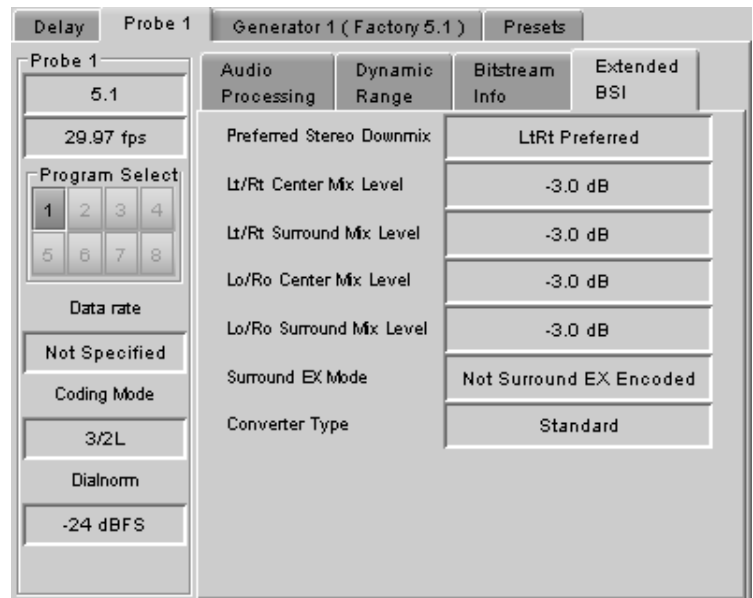 Delay
Probe 1
Generator 1 ( Factory 5.1 )
Presets
Probe 1
5.1
29.97 fps
Program Select
1 2 3 4
5 6 7 8
Data rate
Not Specified
Coding Mode
3/2L
Dialnorm
-24 dBFS
Audio
Processing
Dynamic
Range
Bitstream
Info
Extended
BSI
Preferred Stereo Downmix
LtRt Preferred
Lt/Rt Center Mix Level
-3.0 dB
Lt/Rt Surround Mix Level
-3.0 dB
Lo/Ro Center Mix Level
-3.0 dB
Lo/Ro Surround Mix Level
-3.0 dB
Surround EX Mode
Not Surround EX Encoded
Converter Type
Standard